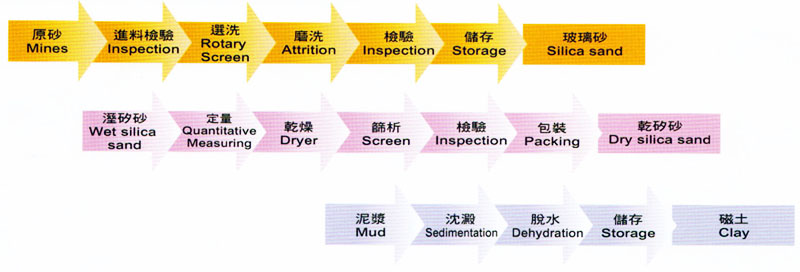 原砂
Mines
進料檢驗
Inspection
選洗
Rotary
Screen
磨洗
Attrition
檢驗
Inspection
儲存
Storage
玻璃砂
Silica sand
溼矽砂
Wet silica
sand
定量
Quantitative
Measuring
乾燥
Dryer
篩析
Screen
檢驗
Inspection
包裝
Packing
乾矽砂
Dry silica sand
泥漿
Mud
沈澱
Sedimentation
脫水
Dehydration
儲存
Storage
磁土
Clay